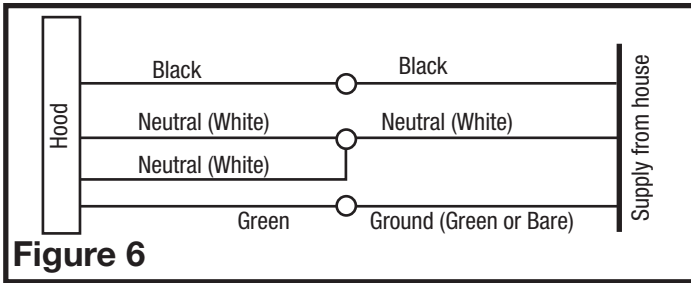 Hood
Black
Black
Neutral (White)
Neutral (White)
Neutral (White)
Green
Ground (Green or Bare)
Supply from house
Figure 6